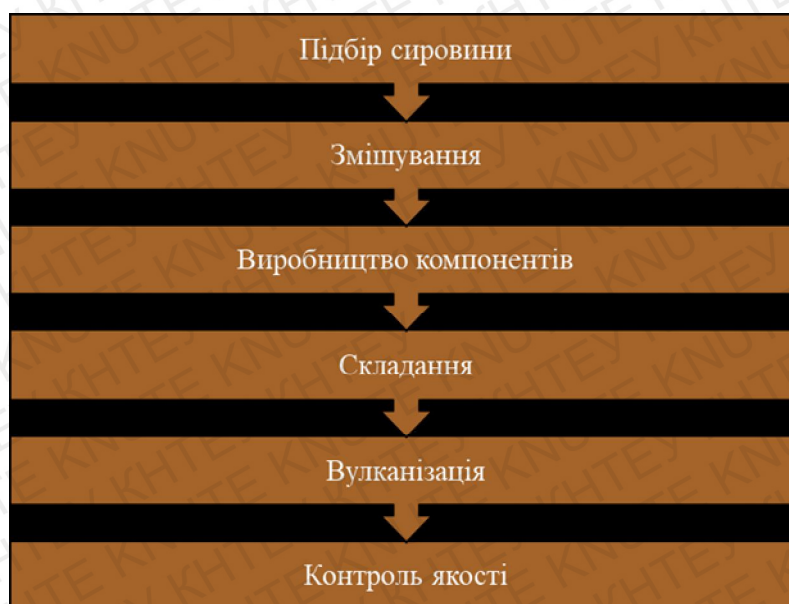 Підбір сировини
Змішування
Виробництво компонентів
Складання
Вулканізація
Контроль якості